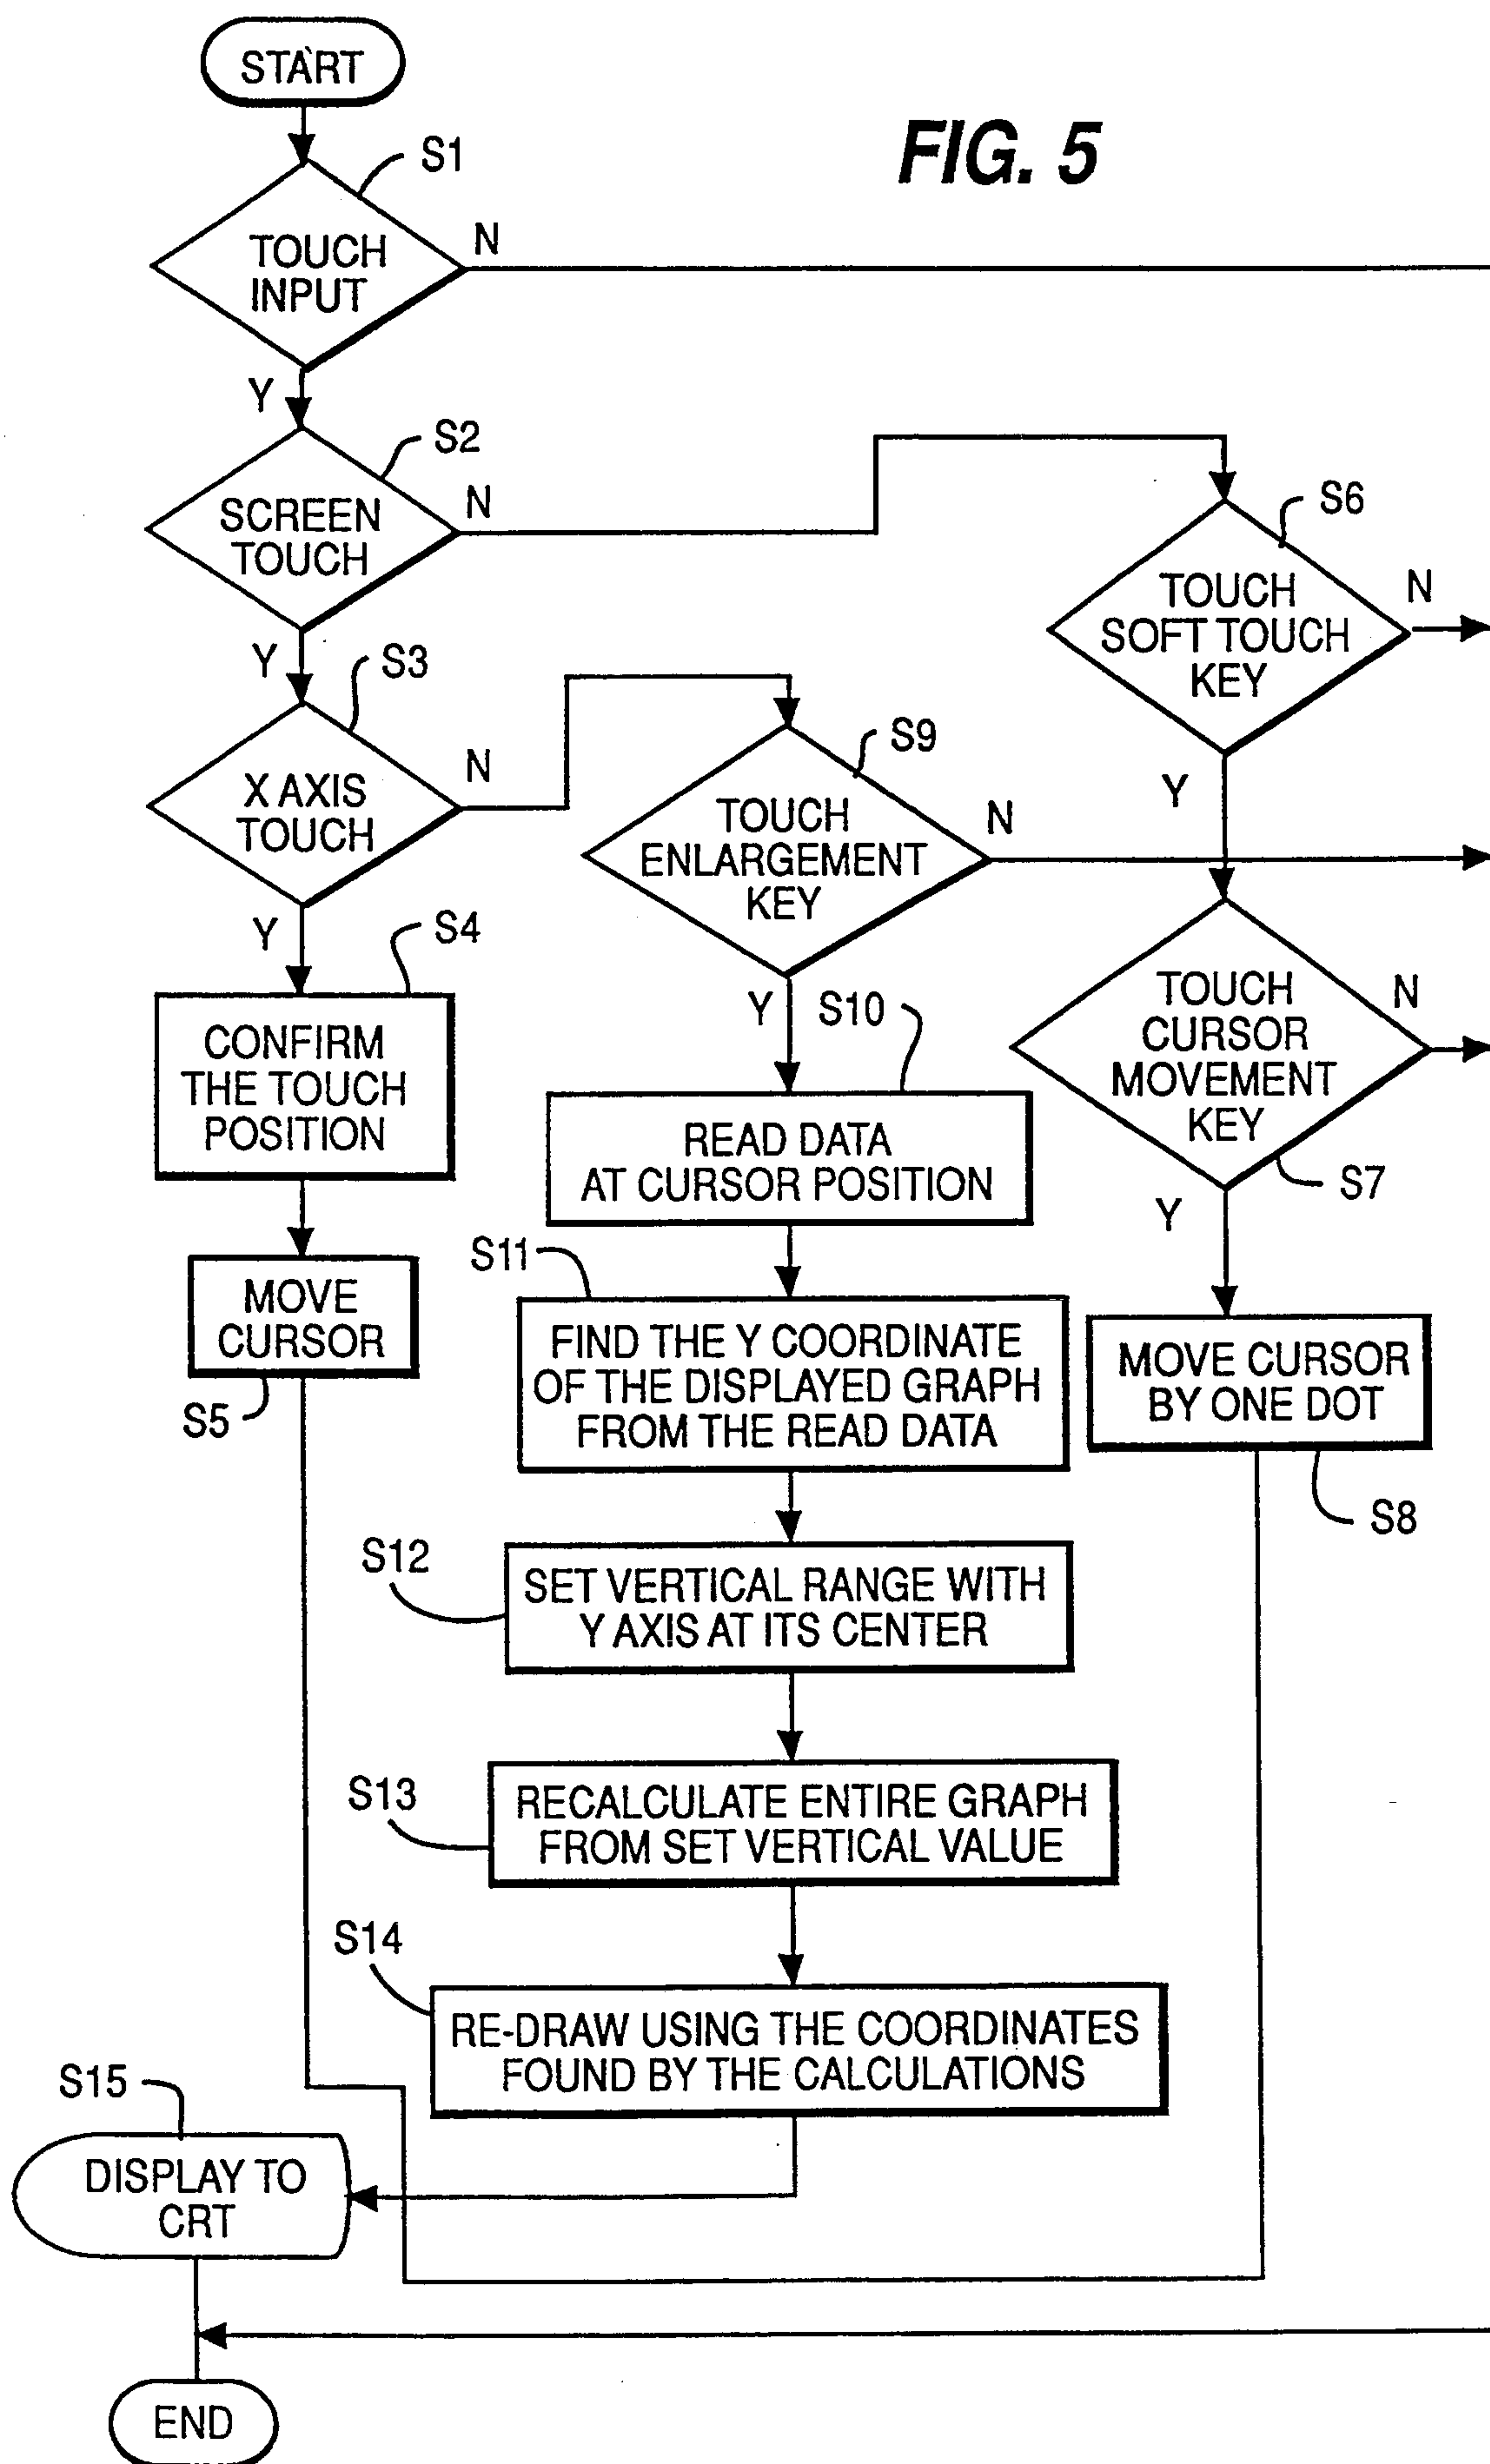 START
FIG. 5
S1
TOUCH
INPUT
N
Y
S2
SCREEN
TOUCH
N
Y
S6
TOUCH
SOFT TOUCH
KEY
N
Y
S3
X AXIS
TOUCH
N
Y
S9
TOUCH
ENLARGEMENT
KEY
N
Y
S4
CONFIRM
THE TOUCH
POSITION
S10
READ DATA
AT CURSOR POSITION
TOUCH
CURSOR
MOVEMENT
KEY
N
S7
Y
MOVE
CURSOR
S5
S11
FIND THE Y COORDINATE
OF THE DISPLAYED GRAPH
FROM THE READ DATA
MOVE CURSOR
BY ONE DOT
S8
S12
SET VERTICAL RANGE WITH
Y AXIS AT ITS CENTER
S13
RECALCULATE ENTIRE GRAPH
FROM SET VERTICAL VALUE
S14
RE-DRAW USING THE COORDINATES
FOUND BY THE CALCULATIONS
S15
DISPLAY TO
CRT
END